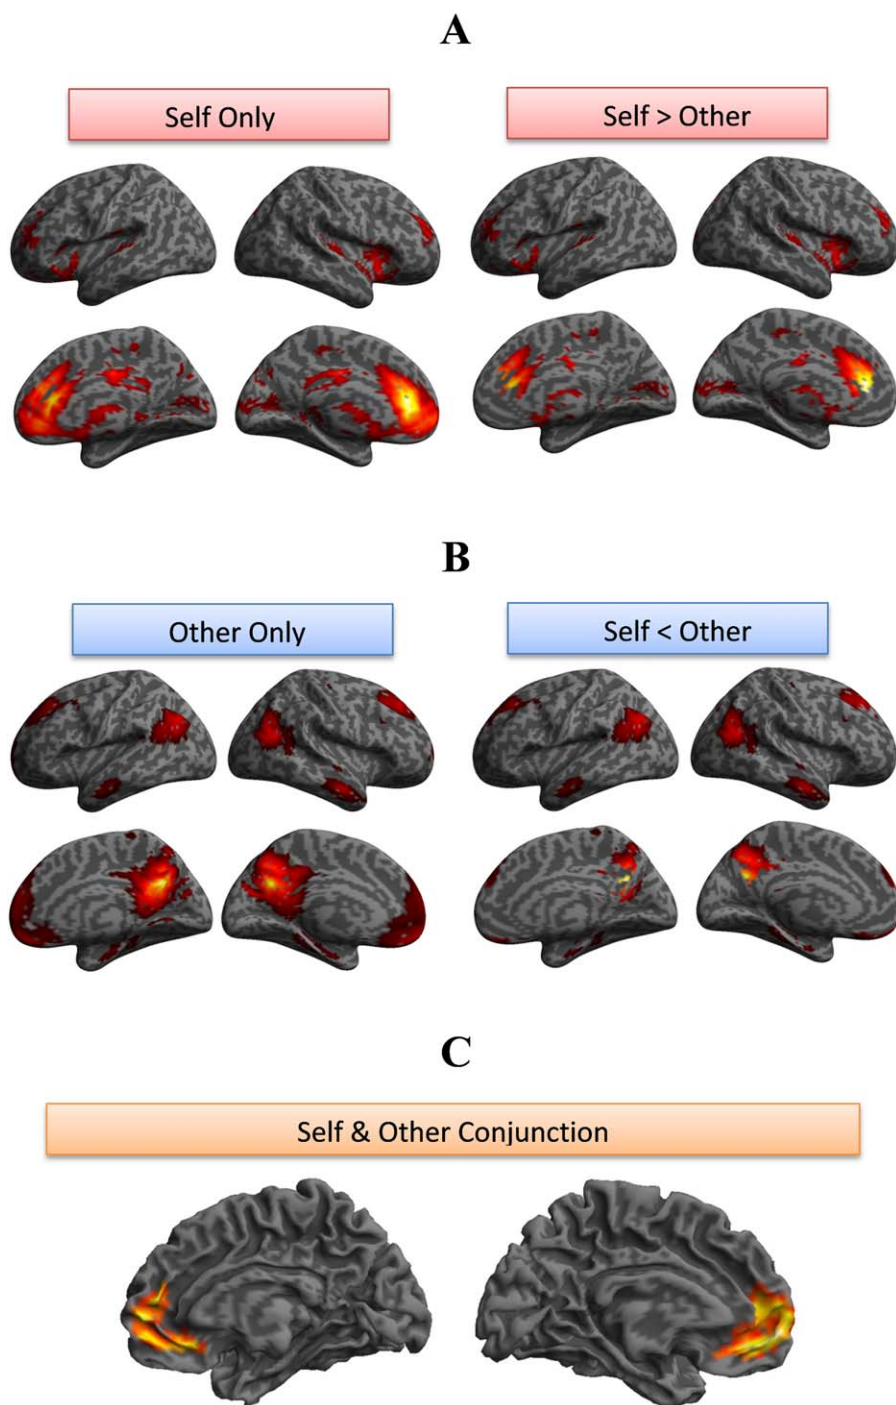 A
Self Only
Self > Other
B
Other Only
Self < Other
C
Self & Other Conjunction